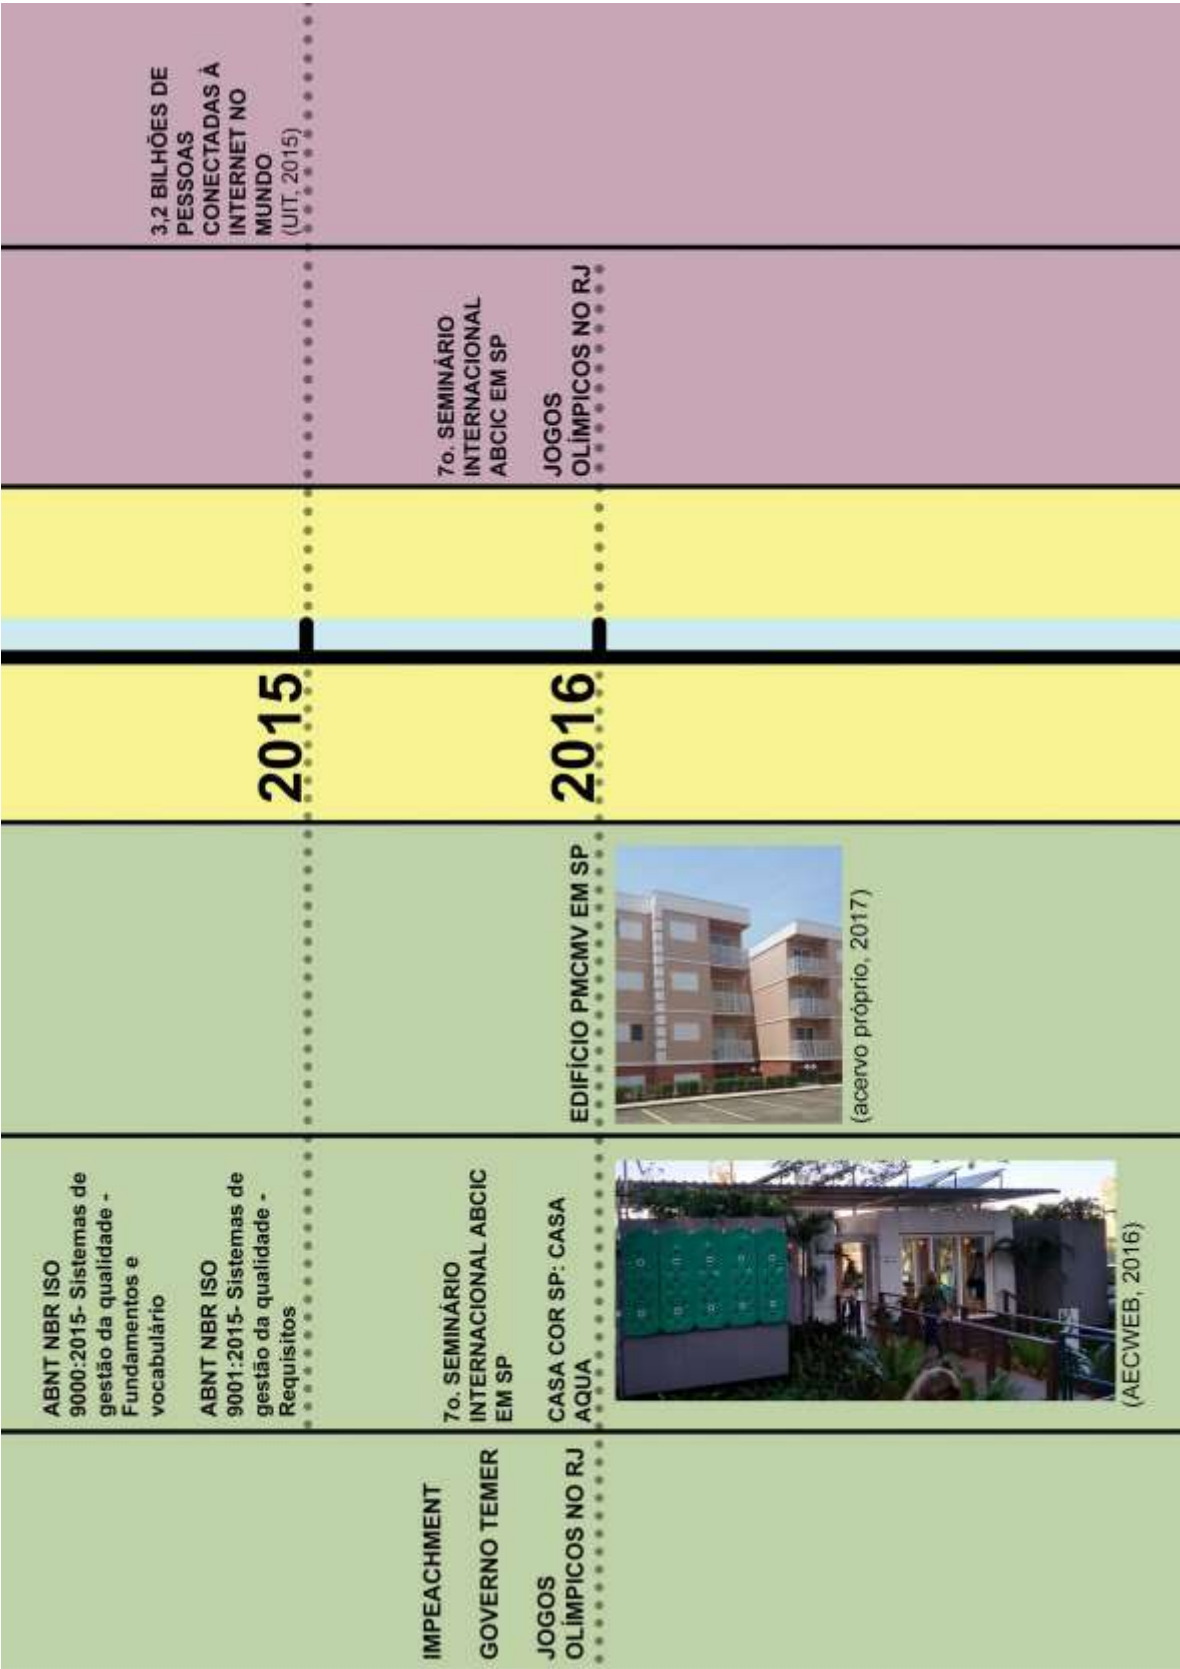 IMPEACHMENT
GOVERNO TEMER
JOGOS
OLÍMPICOS NO RJ
ABNT NBR ISO
9000:2015- Sistemas de
gestão da qualidade -
Fundamentos e
vocabulário
ABNT NBR ISO
9001:2015- Sistemas de
gestão da qualidade -
Requisitos
7o. SEMINÁRIO
INTERNACIONAL ABCIC
EM SP
CASA COR SP: CASA
AQUA
(AECWEB, 2016)
EDIFÍCIO PMCMV EM SP
(acervo próprio, 2017)
2015
2016
7o. SEMINÁRIO
INTERNACIONAL
ABCIC EM SP
JOGOS
OLÍMPICOS NO RJ
3,2 BILHÕES DE
PESSOAS
CONECTADAS À
INTERNET NO
MUNDO
(UIT, 2015)